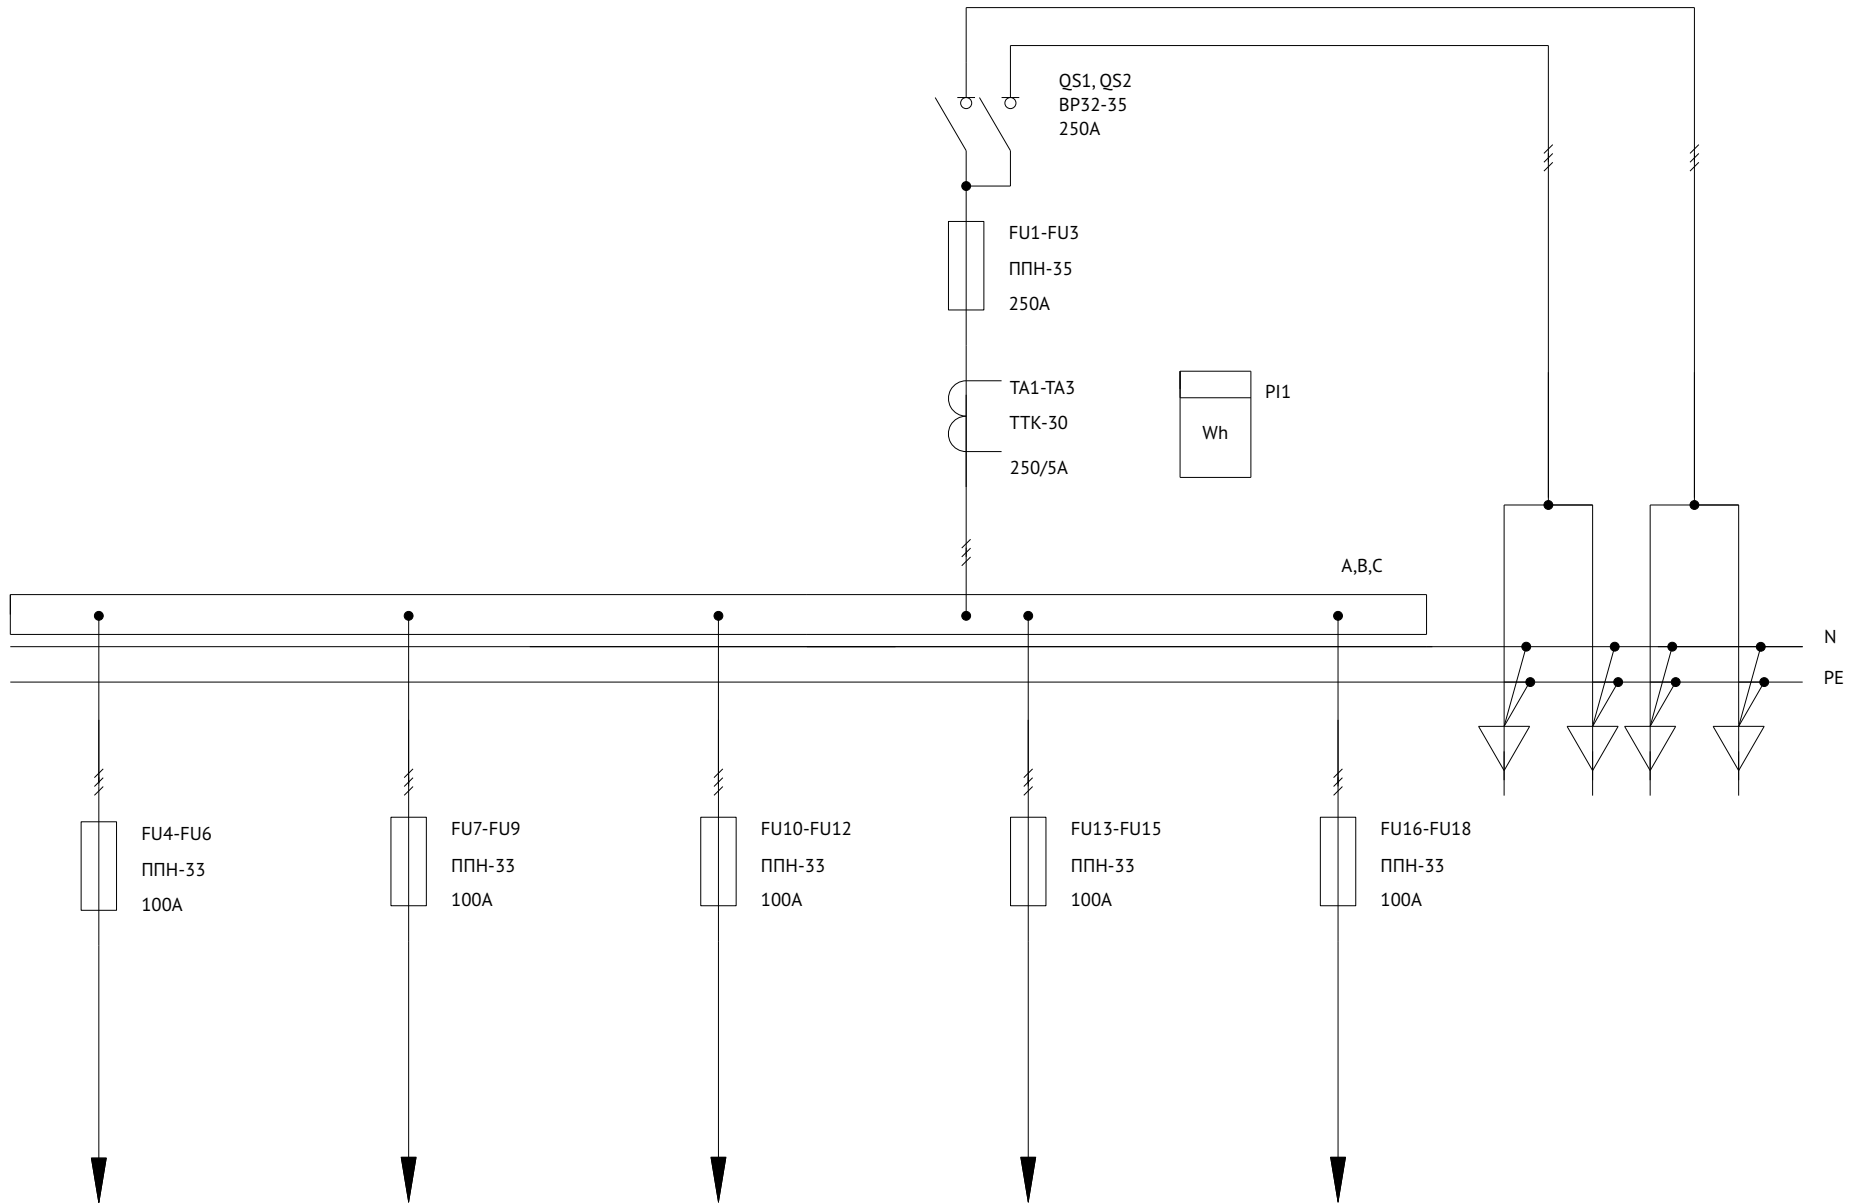 QS1, QS2
ВР32-35
250А
FU1-FU3
ППН-35
250А
ТА1-ТА3
ТТК-30
250/5А
PI1
Wh
A,B,C
N
PE
FU4-FU6
ППН-33
100А
FU7-FU9
ППН-33
100А
FU10-FU12
ППН-33
100А
FU13-FU15
ППН-33
100А
FU16-FU18
ППН-33
100А